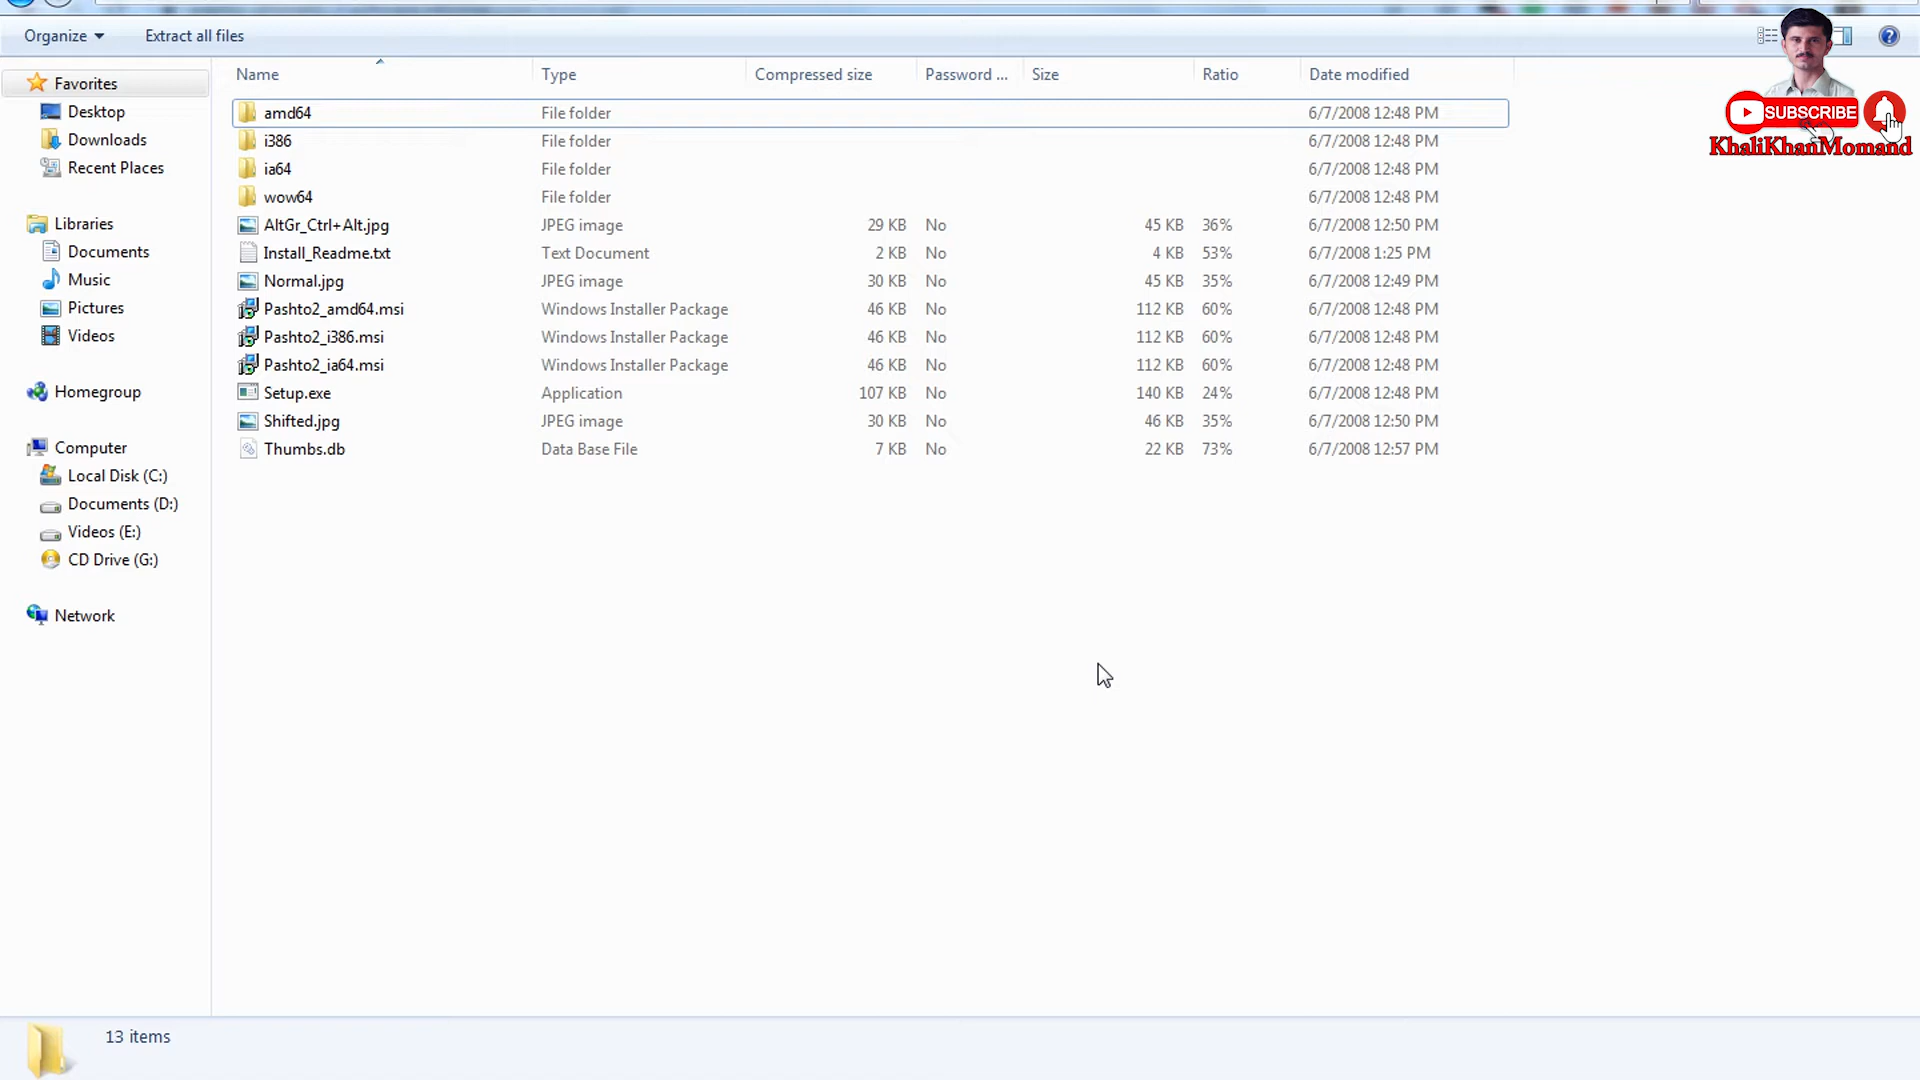 Organize
Extract all files
Name Type Compressed size Password ... Size Ratio Date modified
Favorites
Desktop
Downloads
Recent Places
Libraries
Documents
Music
Pictures
Videos
Homegroup
Computer
Local Disk (C:)
Documents (D:)
Videos (E:)
CD Drive (G:)
Network
amd64 File folder 6/7/2008 12:48 PM
i386 File folder 6/7/2008 12:48 PM
ia64 File folder 6/7/2008 12:48 PM
wow64 File folder 6/7/2008 12:48 PM
AltGr_Ctrl+Alt.jpg JPEG image 29 KB No 45 KB 36% 6/7/2008 12:50 PM
Install_Readme.txt Text Document 2 KB No 4 KB 53% 6/7/2008 1:25 PM
Normal.jpg JPEG image 30 KB No 45 KB 35% 6/7/2008 12:49 PM
Pashto2_amd64.msi Windows Installer Package 46 KB No 112 KB 60% 6/7/2008 12:48 PM
Pashto2_i386.msi Windows Installer Package 46 KB No 112 KB 60% 6/7/2008 12:48 PM
Pashto2_ia64.msi Windows Installer Package 46 KB No 112 KB 60% 6/7/2008 12:48 PM
Setup.exe Application 107 KB No 140 KB 24% 6/7/2008 12:48 PM
Shifted.jpg JPEG image 30 KB No 46 KB 35% 6/7/2008 12:50 PM
Thumbs.db Data Base File 7 KB No 22 KB 73% 6/7/2008 12:57 PM
SUBSCRIBE
KhaliKhanMomand
13 items